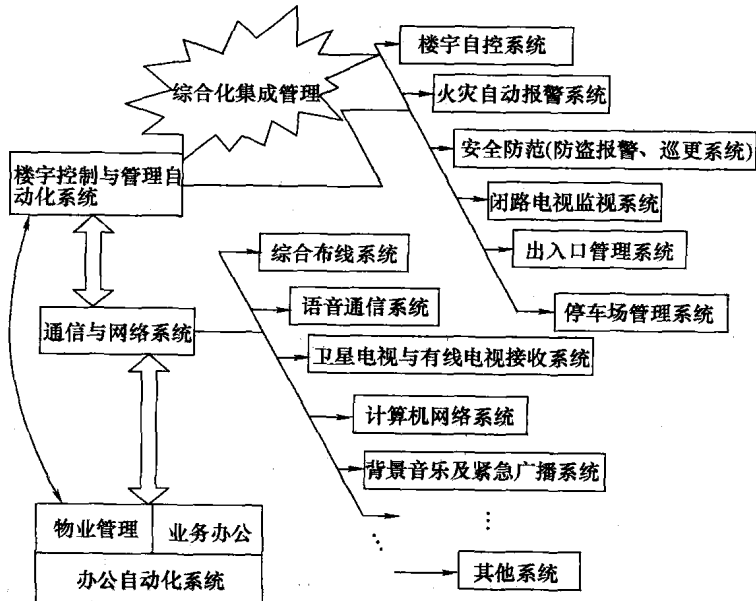 楼宇自控系统
综合化集成管理
火灾自动报警系统
安全防范(防盗报警、巡更系统)
楼宇控制与管理自
动化系统
闭路电视监视系统
综合布线系统
出入口管理系统
语音通信系统
停车场管理系统
通信与网络系统
卫星电视与有线电视接收系统
计算机网络系统
背景音乐及紧急广播系统
物业管理
业务办公
办公自动化系统
其他系统